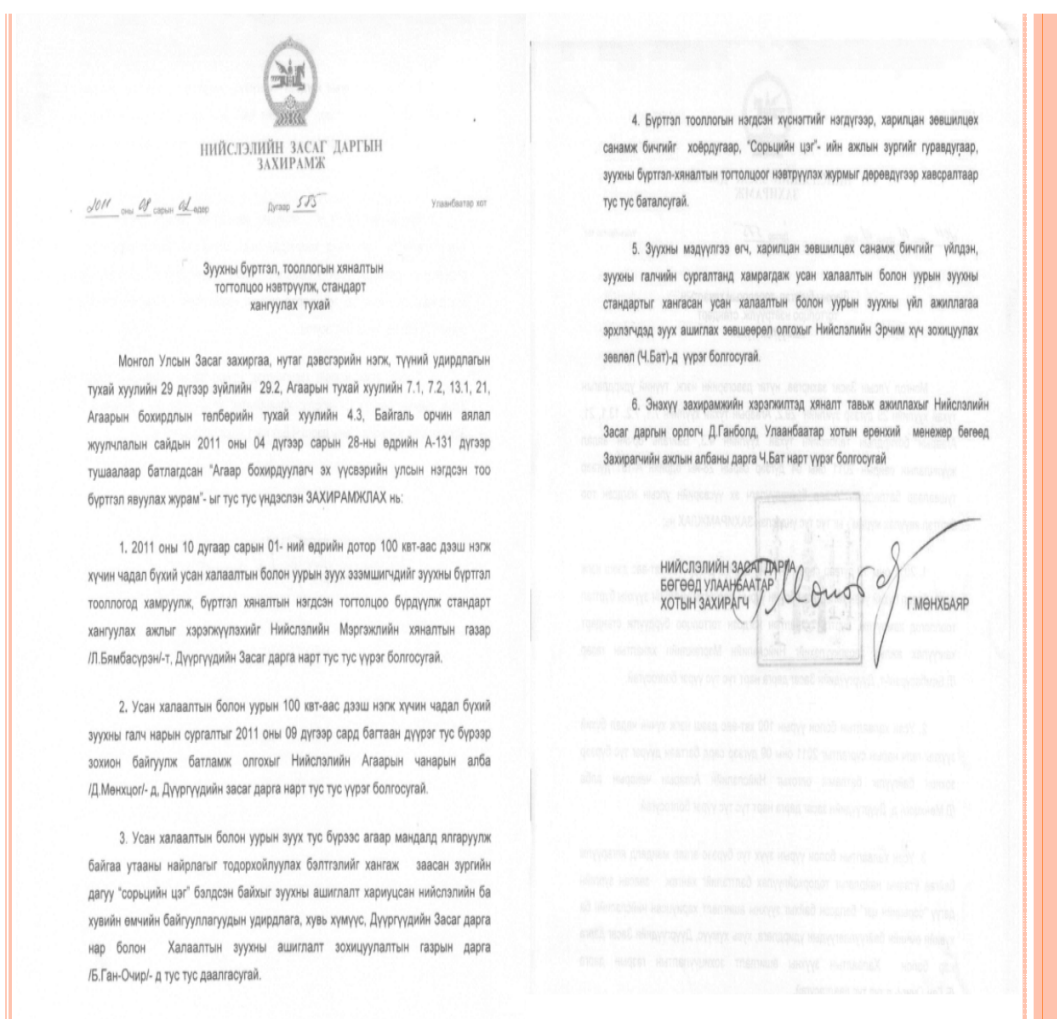 НИЙСЛЭЛИЙН ЗАСАГ ДАРГЫН
ЗАХИРАМЖ
2011 оны 08 сарын 02 өдөр Дугаар 555 Улаанбаатар хот
Зуухны бүртгэл, тооллогын хяналтын
тогтолцоо нэвтрүүлж, стандарт
хангуулах тухай
Монгол Улсын Засаг захиргаа, нутаг дэвсгэрийн нэгж, түүний удирдлагын
тухай хуулийн 29 дүгээр зүйлийн 29.2, Агаарын тухай хуулийн 7.1, 7.2, 13.1, 21,
Агаарын бохирдлын төлбөрийн тухай хуулийн 4.3, Байгаль орчин аялал
жуулчлалын сайдын 2011 оны 04 дүгээр сарын 28-ны өдрийн А-131 дүгээр
тушаалаар батлагдсан “Агаар бохирдуулагч эх үүсвэрийн улсын нэгдсэн тоо
бүртгэл явуулах журам”- ыг тус тус үндэслэн ЗАХИРАМЖЛАХ нь:
1. 2011 оны 10 дугаар сарын 01- ний өдрийн дотор 100 квт-аас дээш нэгж
хүчин чадал бүхий усан халаалтын болон уурын зуух эзэмшигчдийг зуухны бүртгэл
тооллогод хамруулж, бүртгэл хяналтын нэгдсэн тогтолцоо бүрдүүлж стандарт
хангуулах ажлыг хэрэгжүүлэхийг Нийслэлийн Мэргэжлийн хяналтын газар
/Л.Бямбасүрэн/-т, Дүүргүүдийн Засаг дарга нарт тус тус үүрэг болгосугай.
2. Усан халаалтын болон уурын 100 квт-аас дээш нэгж хүчин чадал бүхий
зуухны галч нарын сургалтыг 2011 оны 09 дүгээр сард багтаан дүүрэг тус бүрээр
зохион байгуулж батламж олгохыг Нийслэлийн Агаарын чанарын алба
/Д.Мөнхцог/- д, Дүүргүүдийн засаг дарга нарт тус тус үүрэг болгосугай.
3. Усан халаалтын болон уурын зуух тус бүрээс агаар мандалд ялгаруулж
байгаа утааны найрлагыг тодорхойлуулах бэлтгэлийг хангаж заасан зургийн
дагуу “сорьцийн цэг” бэлдсэн байхыг зуухны ашиглалт хариуцсан нийслэлийн ба
хувийн өмчийн байгууллагуудын удирдлага, хувь хүмүүс, Дүүргүүдийн Засаг дарга
нар болон Халаалтын зуухны ашиглалт зохицуулалтын газрын дарга
/Б.Ган-Очир/- д тус тус даалгасугай.
4. Бүртгэл тооллогын нэгдсэн хүснэгтийг нэгдүгээр, харилцан зөвшилцөх
санамж бичгийг хоёрдугаар, “Сорьцийн цэг”- ийн ажлын зургийг гуравдугаар,
зуухны бүртгэл-хяналтын тогтолцоог нэвтрүүлэх журмыг дөрөвдүгээр хавсралтаар
тус тус баталсугай.
5. Зуухны мэдүүлгээ өгч, харилцан зөвшилцөх санамж бичгийг үйлдэн,
зуухны галчийн сургалтанд хамрагдаж усан халаалтын болон уурын зуухны
стандартыг хангасан усан халаалтын болон уурын зуухны үйл ажиллагаа
эрхлэгчдэд зуух ашиглах зөвшөөрөл олгохыг Нийслэлийн Эрчим хүч зохицуулах
зөвлөл (Ч.Бат)-д үүрэг болгосугай.
6. Энэхүү захирамжийн хэрэгжилтэд хяналт тавьж ажиллахыг Нийслэлийн
Засаг даргын орлогч Д.Ганболд, Улаанбаатар хотын ерөнхий менежер бөгөөд
Захирагчийн ажлын албаны дарга Ч.Бат нарт үүрэг болгосугай
НИЙСЛЭЛИЙН ЗАСАГ ДАРГА
БӨГӨӨД УЛААНБААТАР
ХОТЫН ЗАХИРАГЧ Г.МӨНХБАЯР